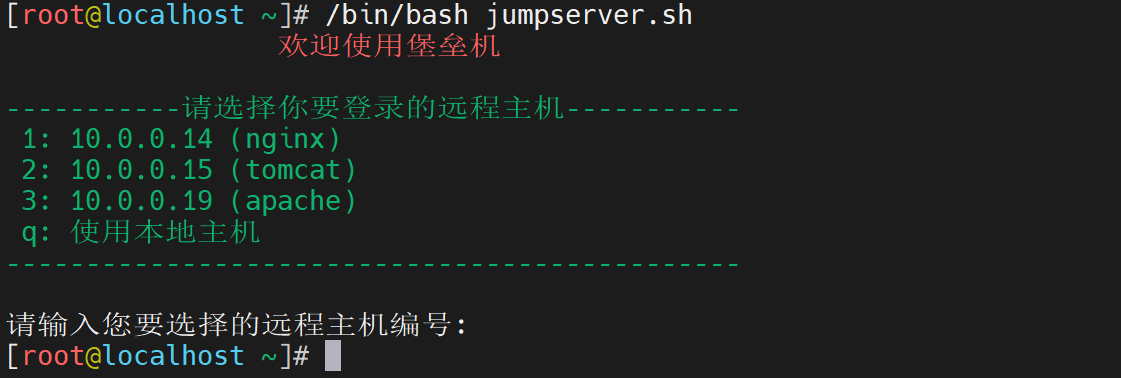 [root@localhost ~]# /bin/bash jumpserver.sh
欢迎使用堡垒机
-----------请选择你要登录的远程主机-----------
1: 10.0.0.14 (nginx)
2: 10.0.0.15 (tomcat)
3: 10.0.0.19 (apache)
q: 使用本地主机
----------------------------------------------
请输入您要选择的远程主机编号:
[root@localhost ~]#